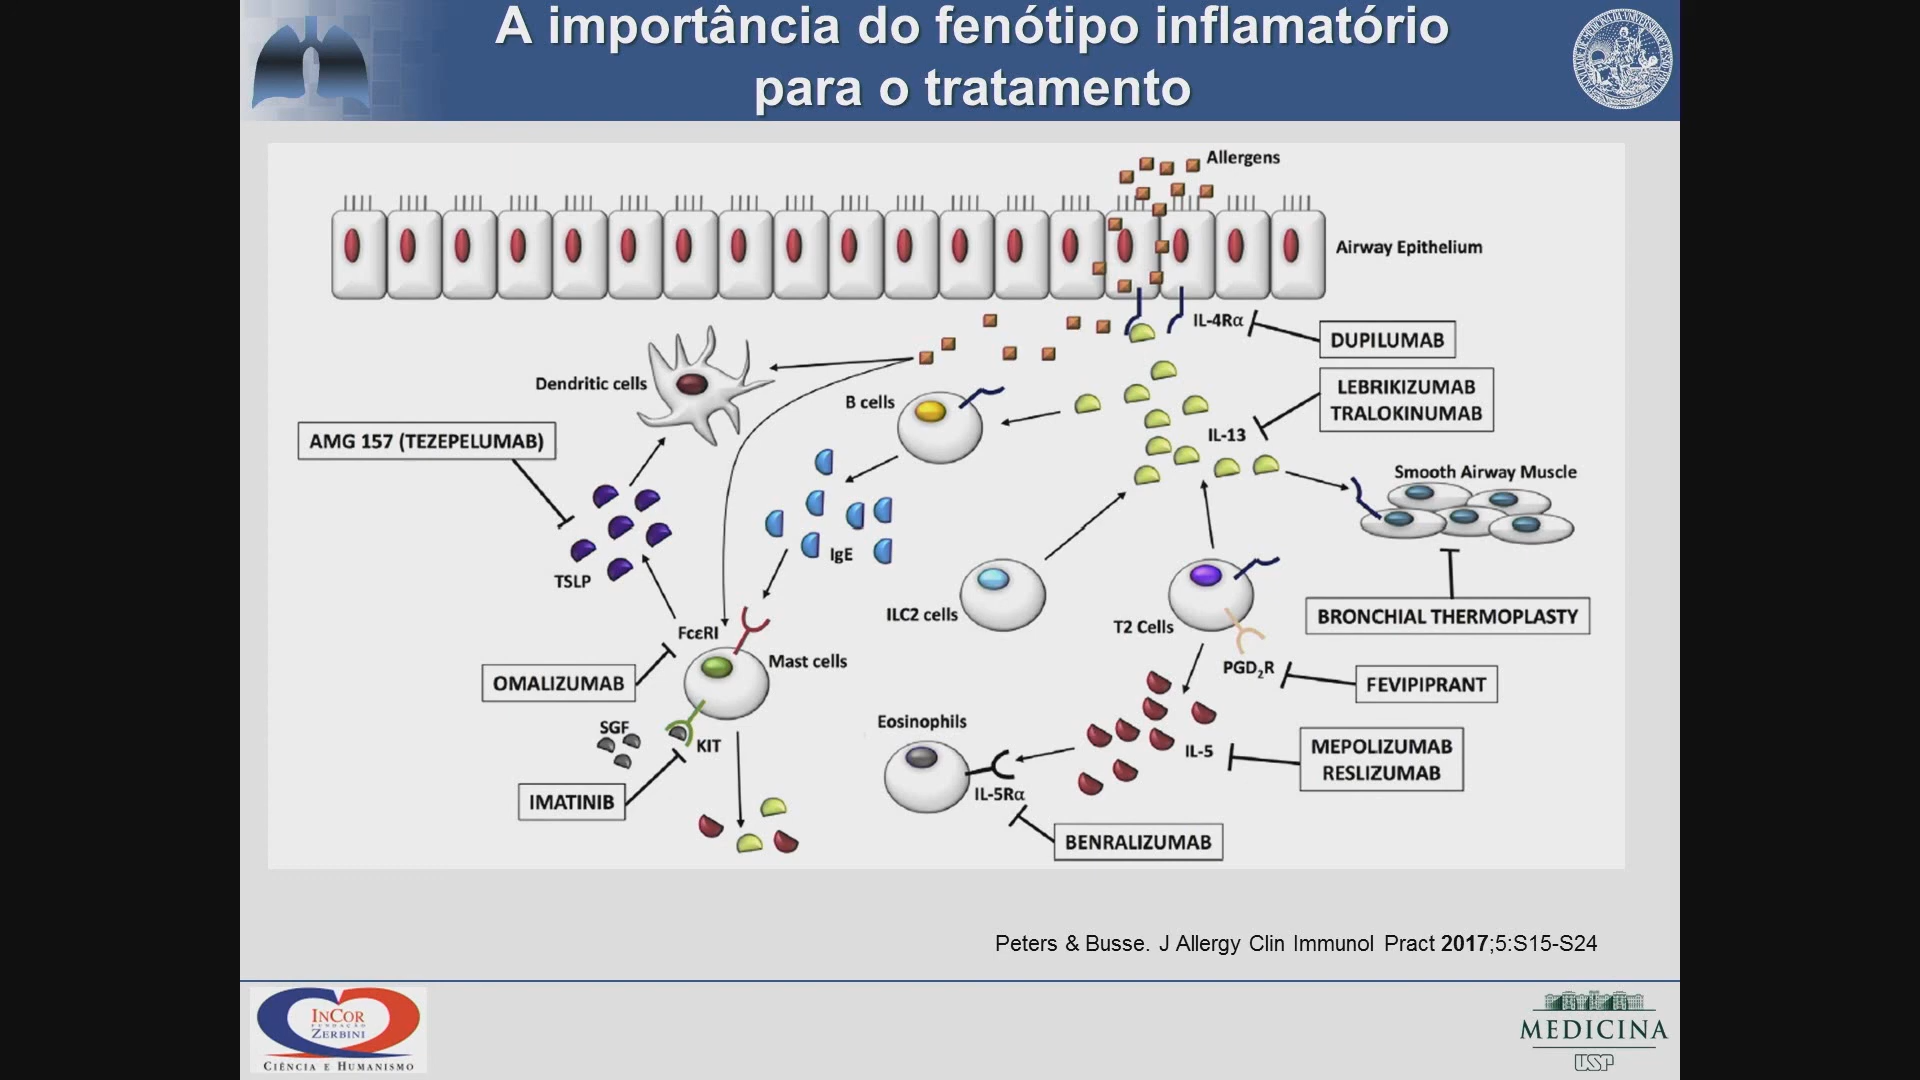 A importância do fenótipo inflamatório
para o tratamento
Allergens
Airway Epithelium
IL-4Rα
DUPILUMAB
Dendritic cells
B cells
LEBRIKIZUMAB
TRALOKINUMAB
IL-13
AMG 157 (TEZEPELUMAB)
Smooth Airway Muscle
IgE
TSLP
ILC2 cells
T2 Cells
BRONCHIAL THERMOPLASTY
FcεRI
Mast cells
PGD2R
OMALIZUMAB
FEVIPIPRANT
SGF
KIT
Eosinophils
IL-5
MEPOLIZUMAB
RESLIZUMAB
IL-5Rα
IMATINIB
BENRALIZUMAB
Peters & Busse. J Allergy Clin Immunol Pract 2017;5:S15-S24
INCOR
FUNDAÇÃO
ZERBINI
CIÊNCIA E HUMANISMO
MEDICINA
USP